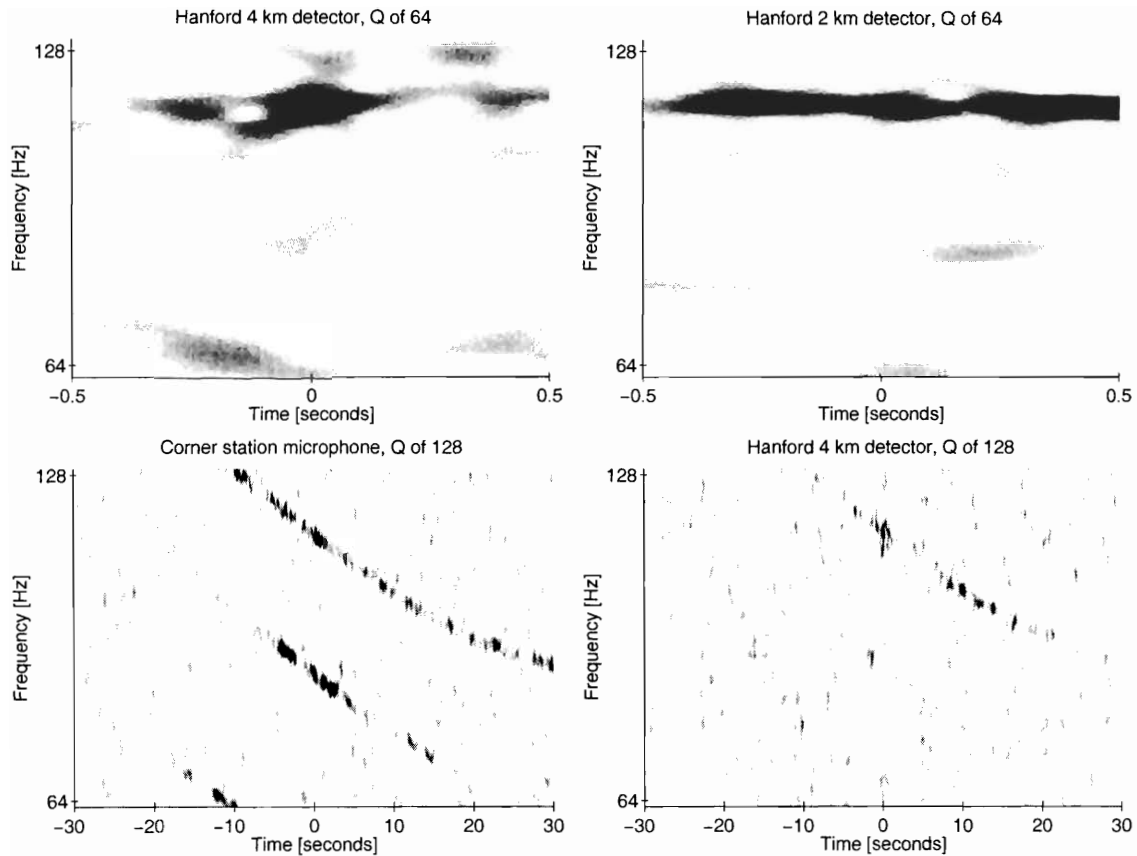 Hanford 4 km detector, Q of 64
128
64
Frequency [Hz]
−0.5 0 0.5
Time [seconds]
Hanford 2 km detector, Q of 64
128
64
Frequency [Hz]
−0.5 0 0.5
Time [seconds]
Corner station microphone, Q of 128
128
64
Frequency [Hz]
−30 −20 −10 0 10 20 30
Time [seconds]
Hanford 4 km detector, Q of 128
128
64
Frequency [Hz]
−30 −20 −10 0 10 20 30
Time [seconds]